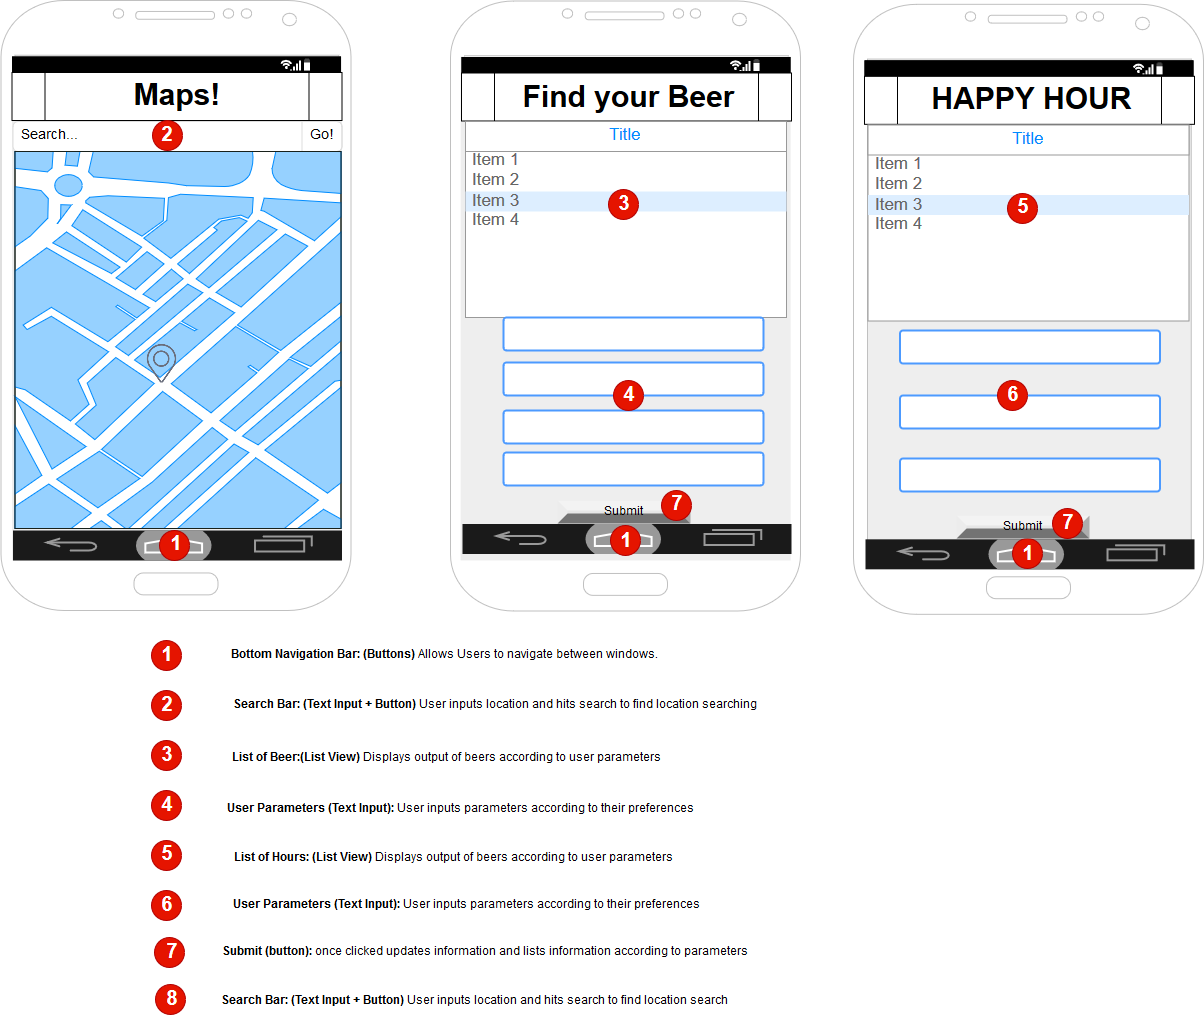 Maps!
Search...
2
Go!
1
Find your Beer
Title
Item 1
Item 2
Item 3
3
Item 4
4
Submit
7
1
HAPPY HOUR
Title
Item 1
Item 2
Item 3
5
Item 4
6
Submit
7
1
1 Bottom Navigation Bar: (Buttons) Allows Users to navigate between windows.
2 Search Bar: (Text Input + Button) User inputs location and hits search to find location searching
3 List of Beer:(List View) Displays output of beers according to user parameters
4 User Parameters (Text Input): User inputs parameters according to their preferences
5 List of Hours: (List View) Displays output of beers according to user parameters
6 User Parameters (Text Input): User inputs parameters according to their preferences
7 Submit (button): once clicked updates information and lists information according to parameters
8 Search Bar: (Text Input + Button) User inputs location and hits search to find location search